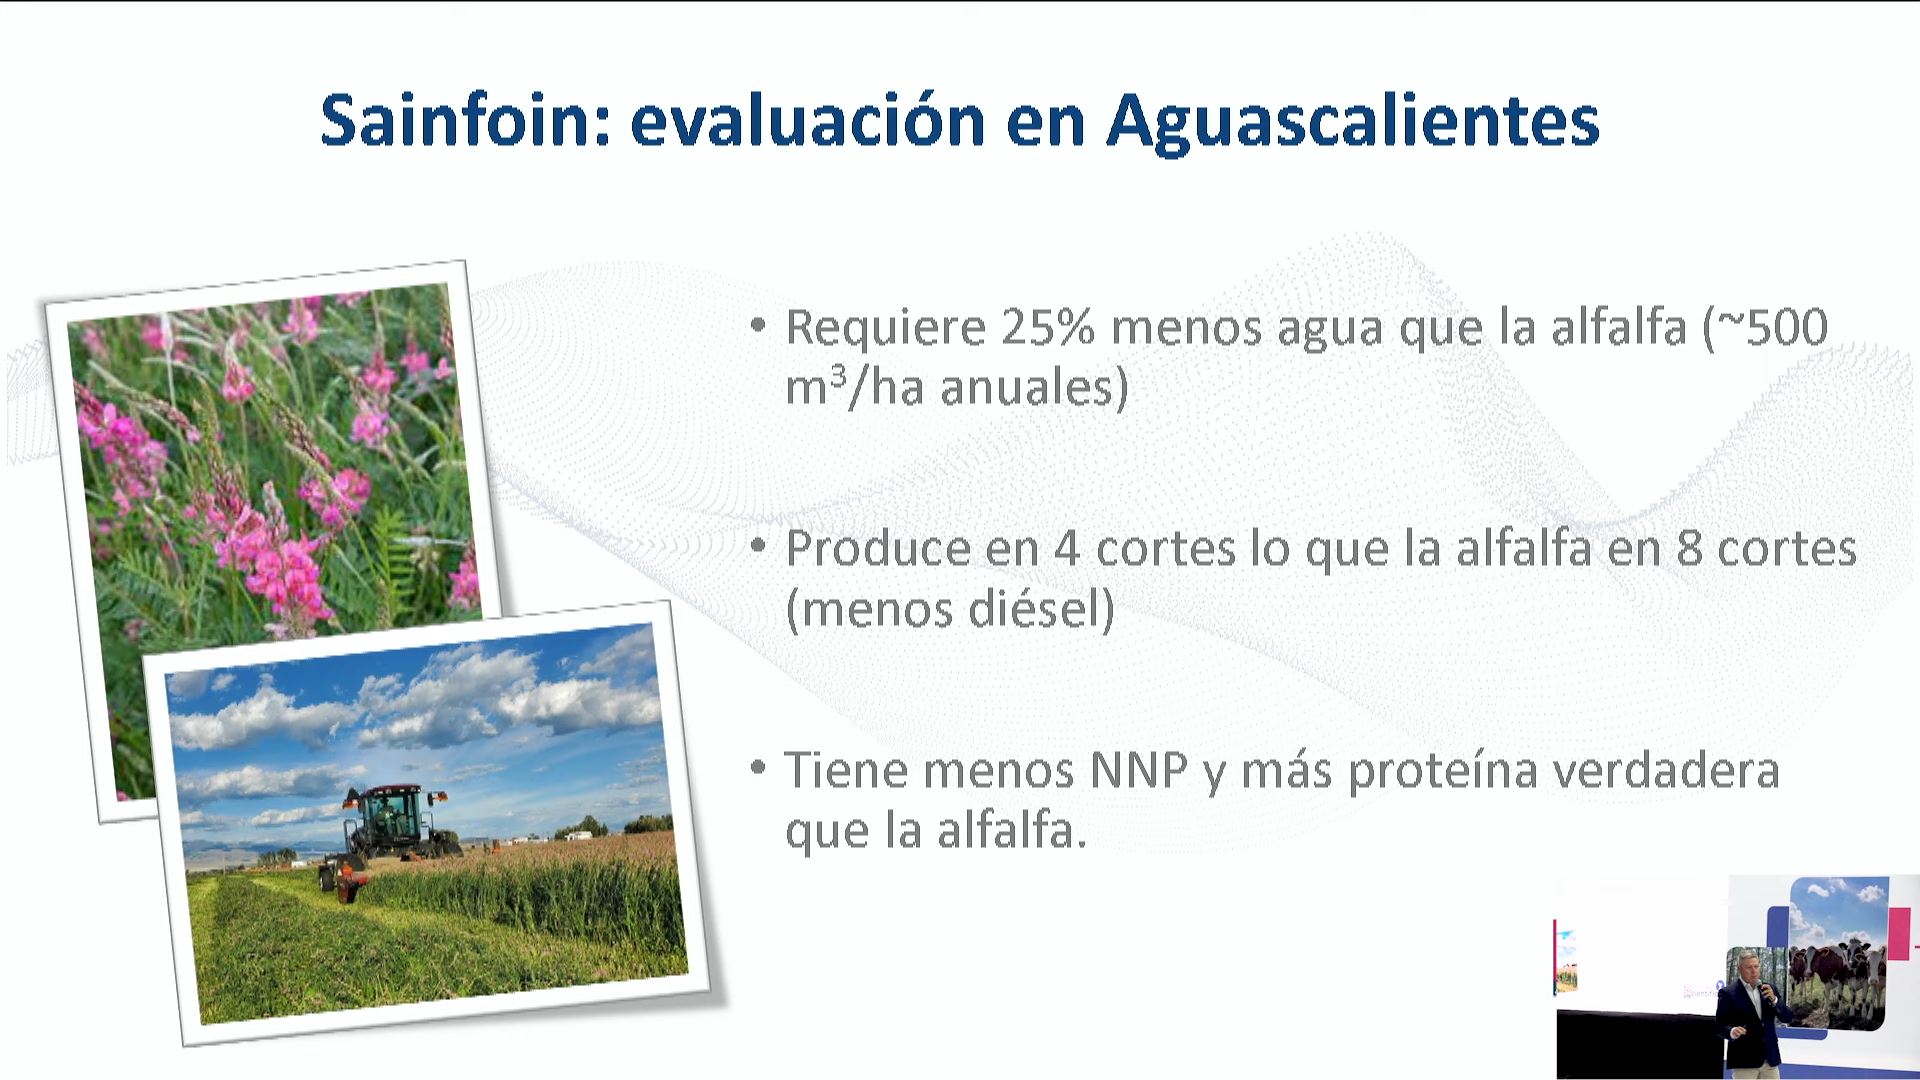 Sainfoin: evaluación en Aguascalientes
• Requiere 25% menos agua que la alfalfa (~500
m³/ha anuales)
• Produce en 4 cortes lo que la alfalfa en 8 cortes
(menos diésel)
• Tiene menos NNP y más proteína verdadera
que la alfalfa.